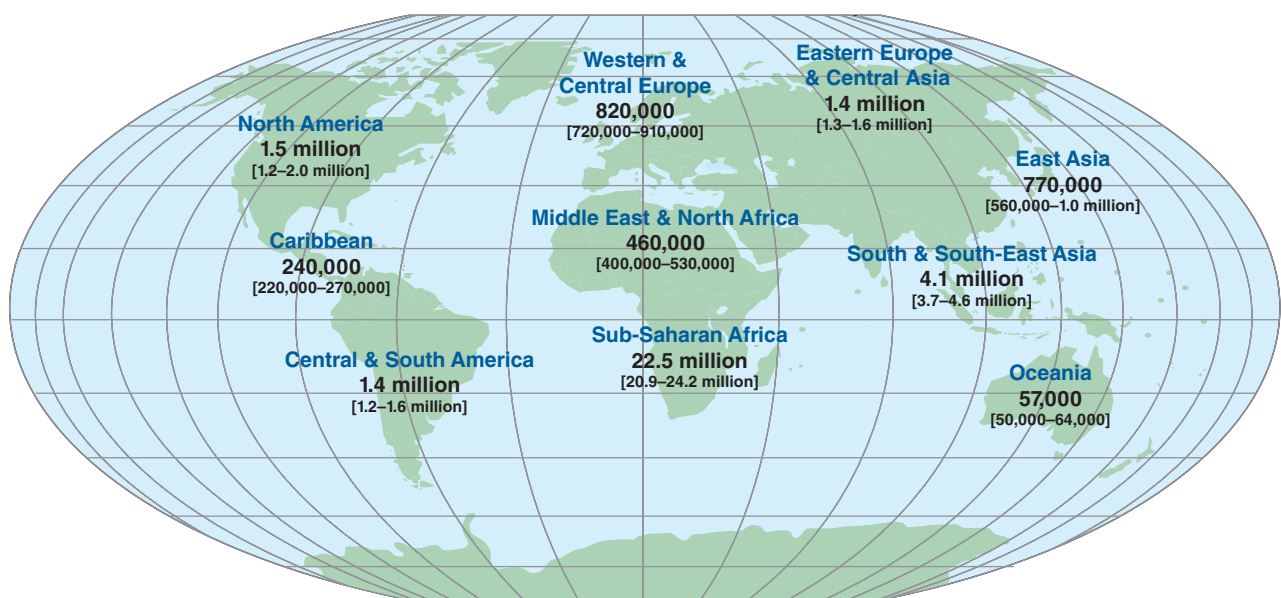 Western &
Central Europe
820,000
[720,000–910,000]
Eastern Europe
& Central Asia
1.4 million
[1.3–1.6 million]
North America
1.5 million
[1.2–2.0 million]
East Asia
770,000
[560,000–1.0 million]
Middle East & North Africa
460,000
[400,000–530,000]
Caribbean
240,000
[220,000–270,000]
South & South-East Asia
4.1 million
[3.7–4.6 million]
Sub-Saharan Africa
22.5 million
[20.9–24.2 million]
Central & South America
1.4 million
[1.2–1.6 million]
Oceania
57,000
[50,000–64,000]